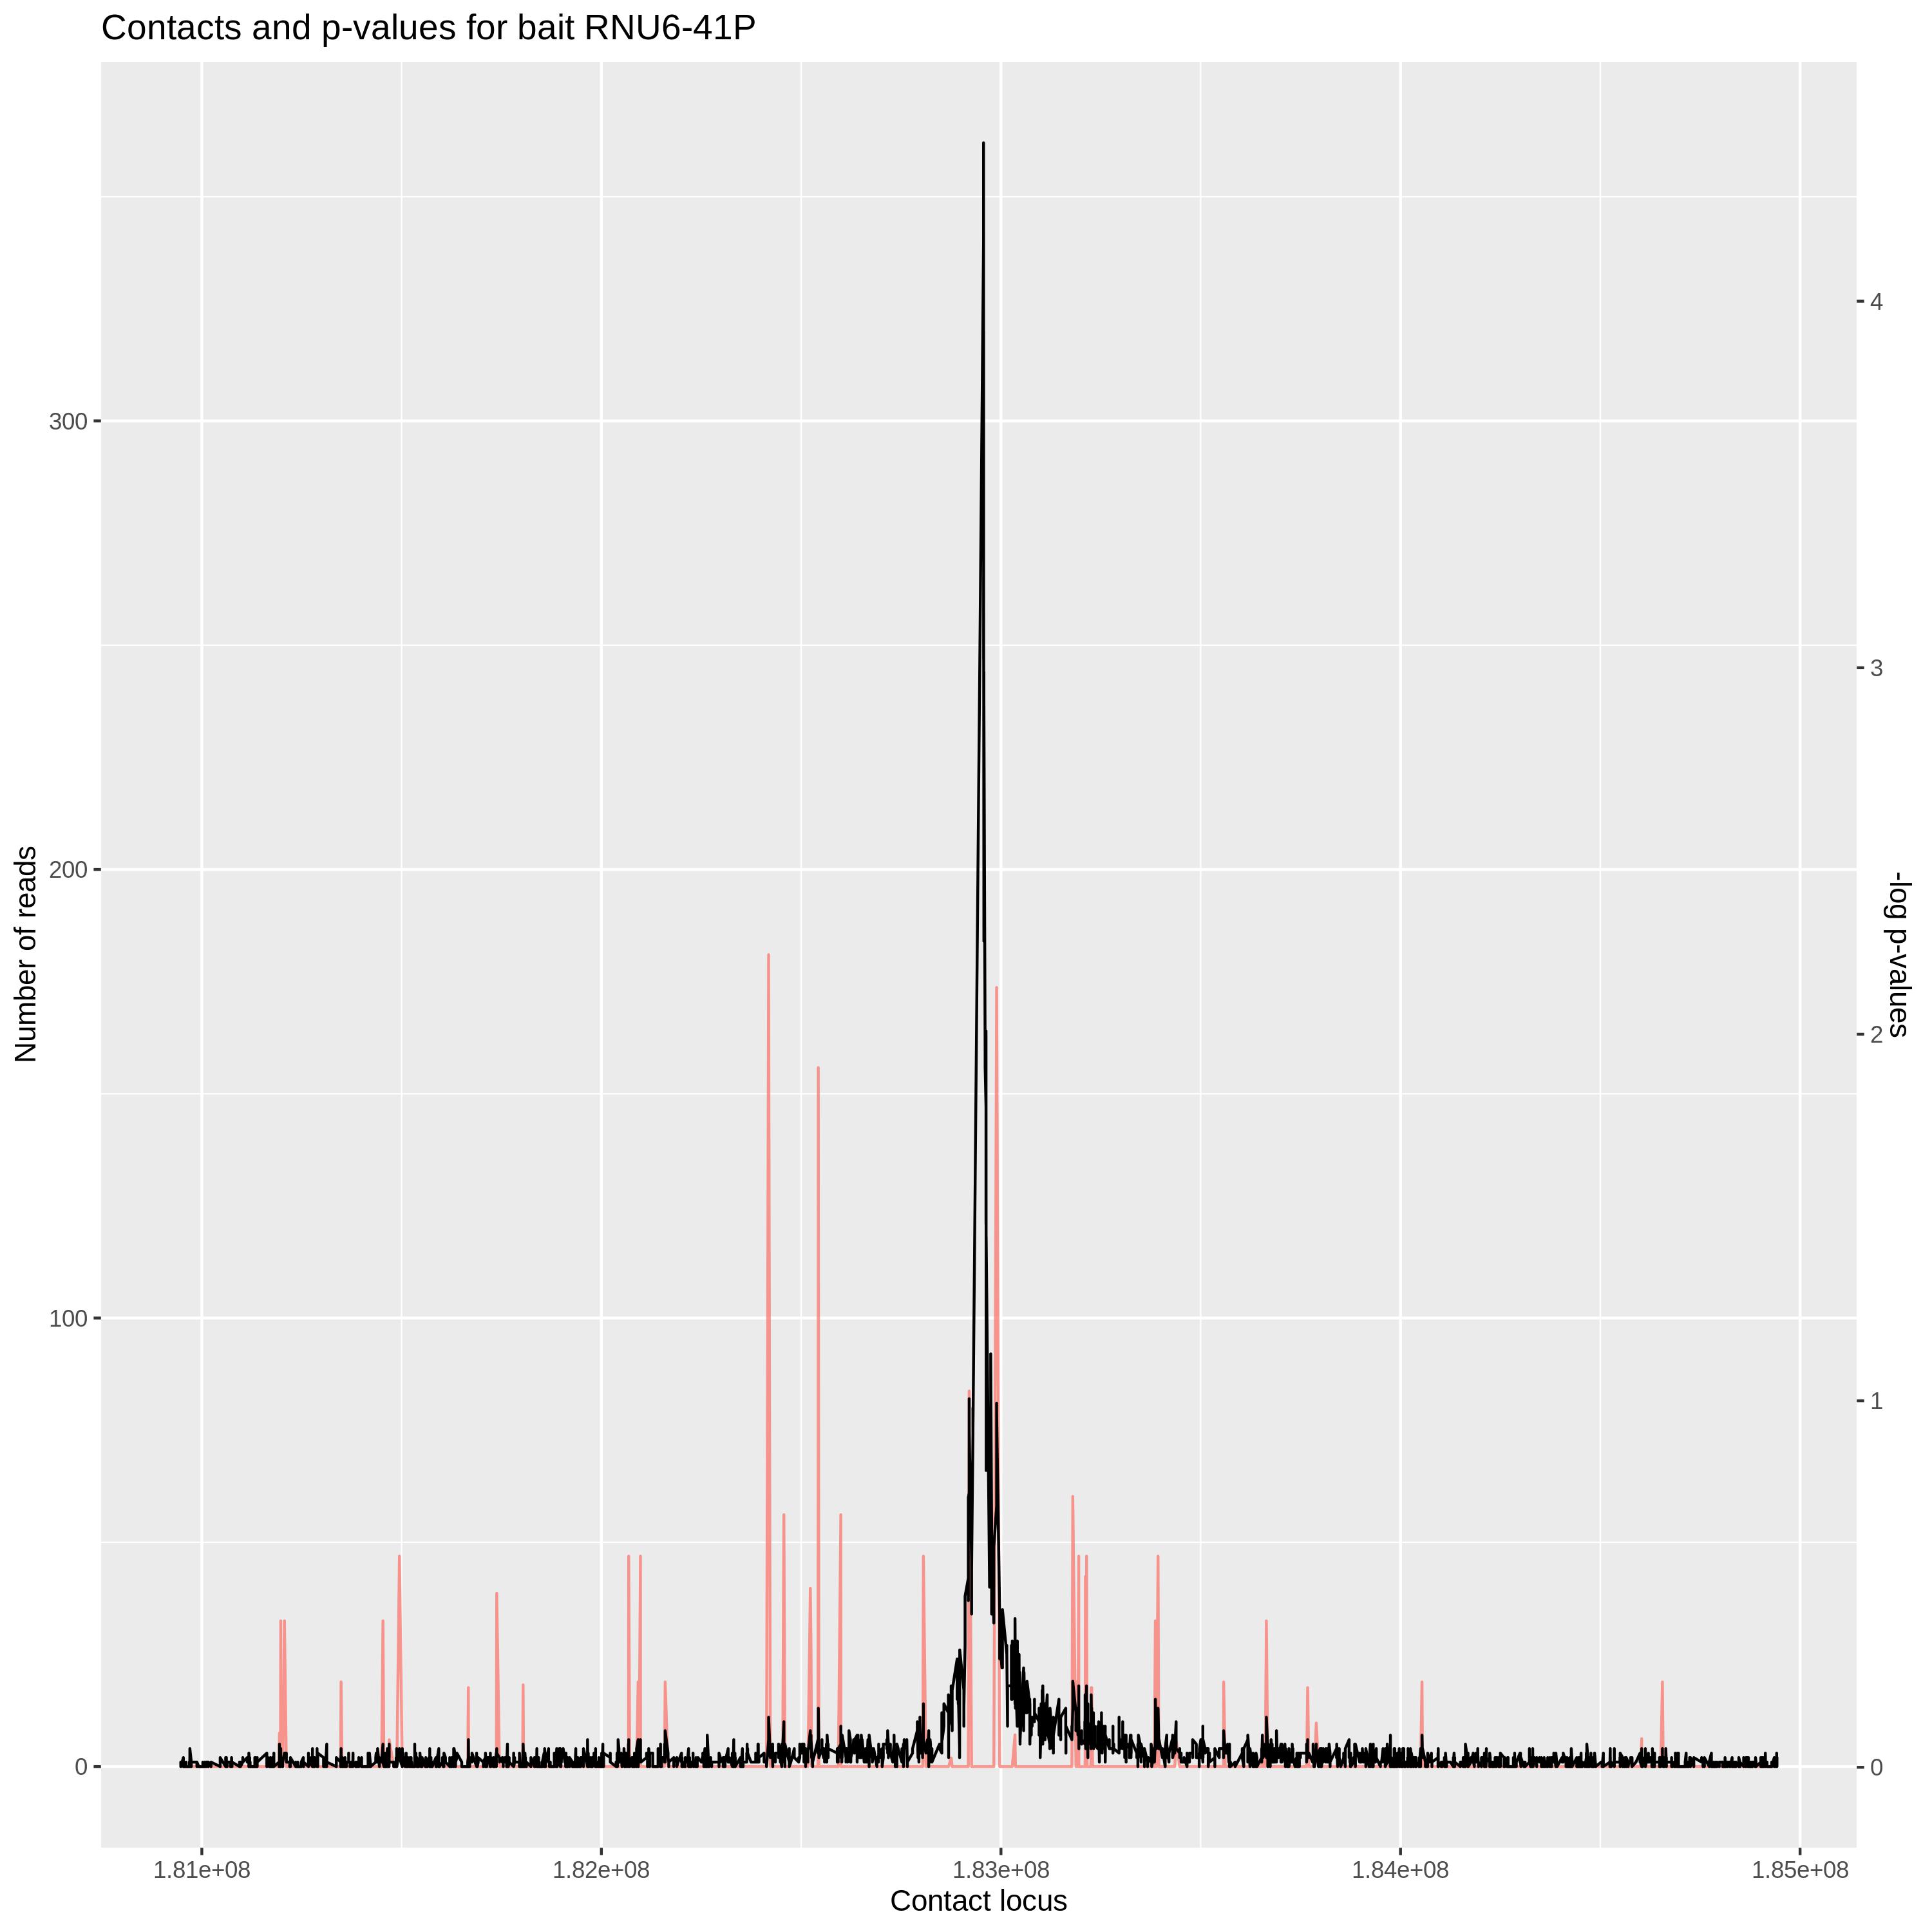 Contacts and p-values for bait RNU6-41P
Number of reads
300
200
100
0
4
3
2
1
0
-log p-values
1.81e+08 1.82e+08 1.83e+08 1.84e+08 1.85e+08
Contact locus